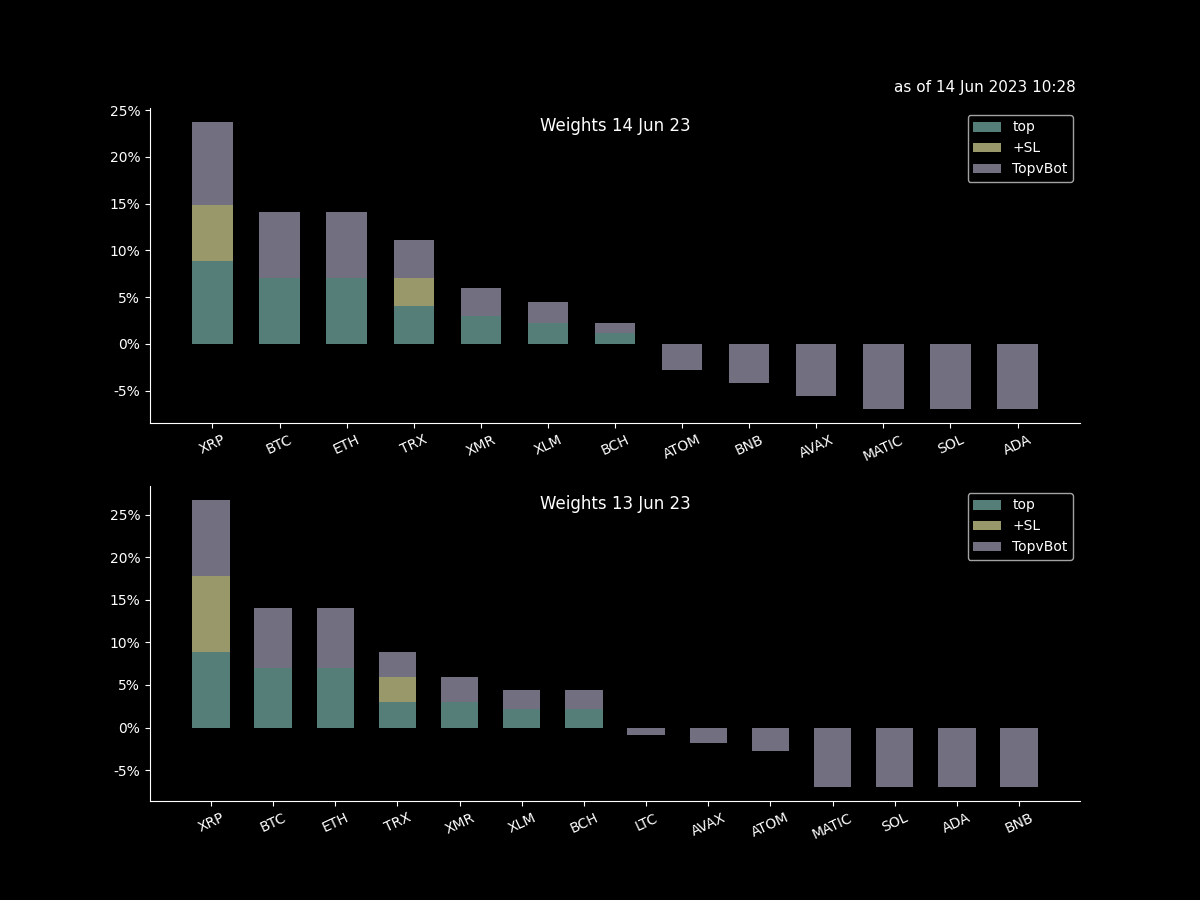 as of 14 Jun 2023 10:28
Weights 14 Jun 23
top
+SL
TopvBot
25%
20%
15%
10%
5%
0%
-5%
XRP BTC ETH TRX XMR XLM BCH ATOM BNB AVAX MATIC SOL ADA
Weights 13 Jun 23
top
+SL
TopvBot
25%
20%
15%
10%
5%
0%
-5%
XRP BTC ETH TRX XMR XLM BCH LTC AVAX ATOM MATIC SOL ADA BNB